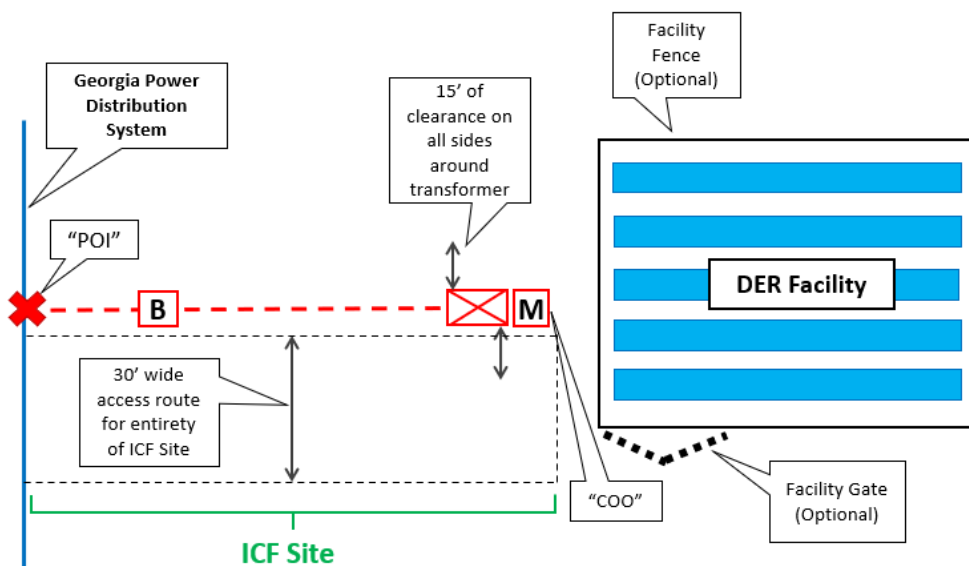 Georgia Power
Distribution
System
"POI"
15' of
clearance on
all sides
around
transformer
Facility
Fence
(Optional)
B
M
DER Facility
30' wide
access route
for entirety
of ICF Site
"COO"
Facility Gate
(Optional)
ICF Site